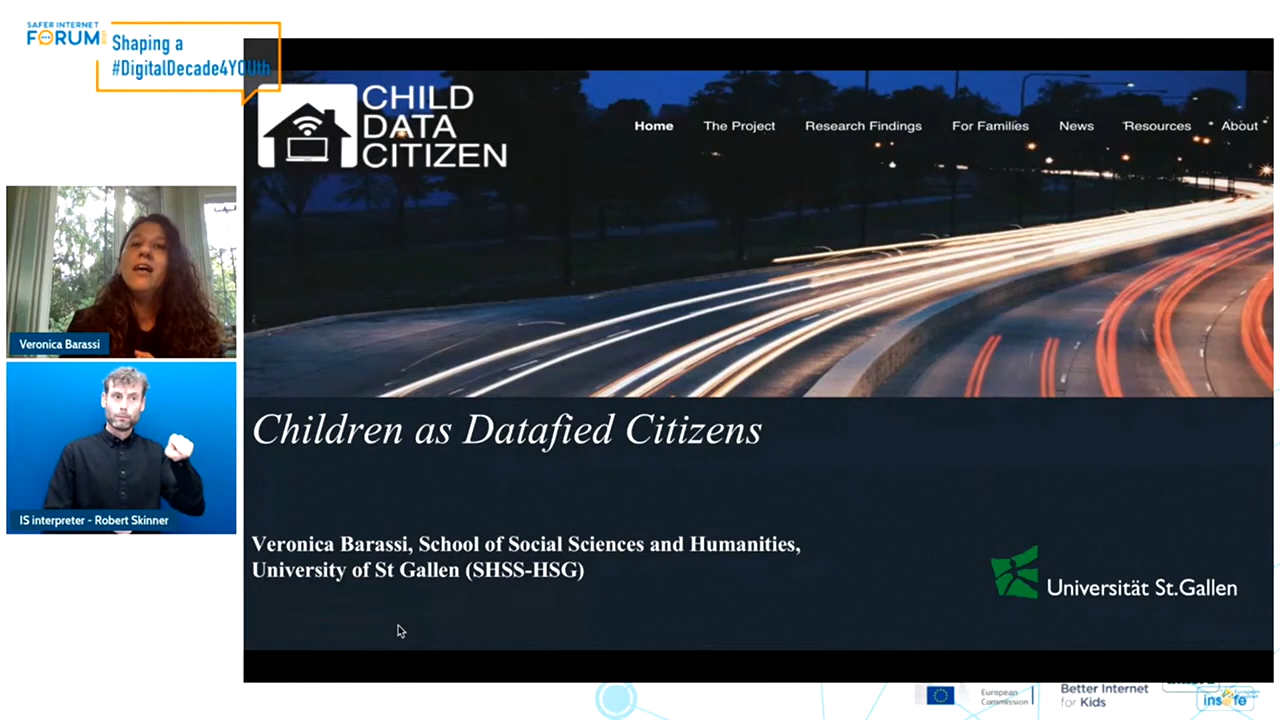 SAFER INTERNET
FORUM
Shaping a
#DigitalDecade4YOUth
CHILD
DATA
CITIZEN
Home The Project Research Findings For Families News Resources About
Veronica Barassi
IS interpreter - Robert Skinner
Children as Datafied Citizens
Veronica Barassi, School of Social Sciences and Humanities,
University of St Gallen (SHSS-HSG)
Universität St.Gallen
European
Commission
Better Internet
for Kids
insafe